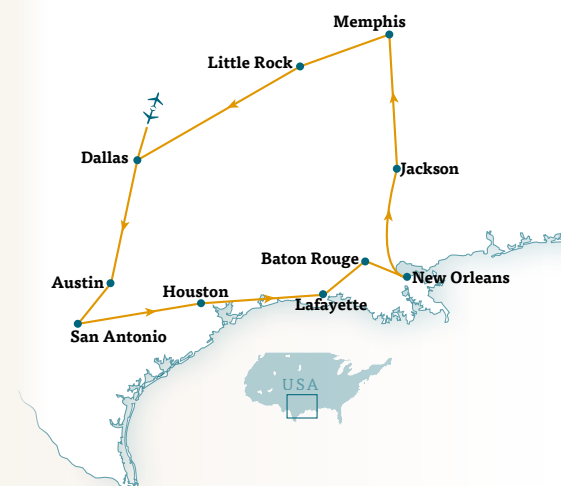 Memphis
Little Rock
Dallas
Jackson
Baton Rouge
New Orleans
Austin
Houston
Lafayette
San Antonio
USA